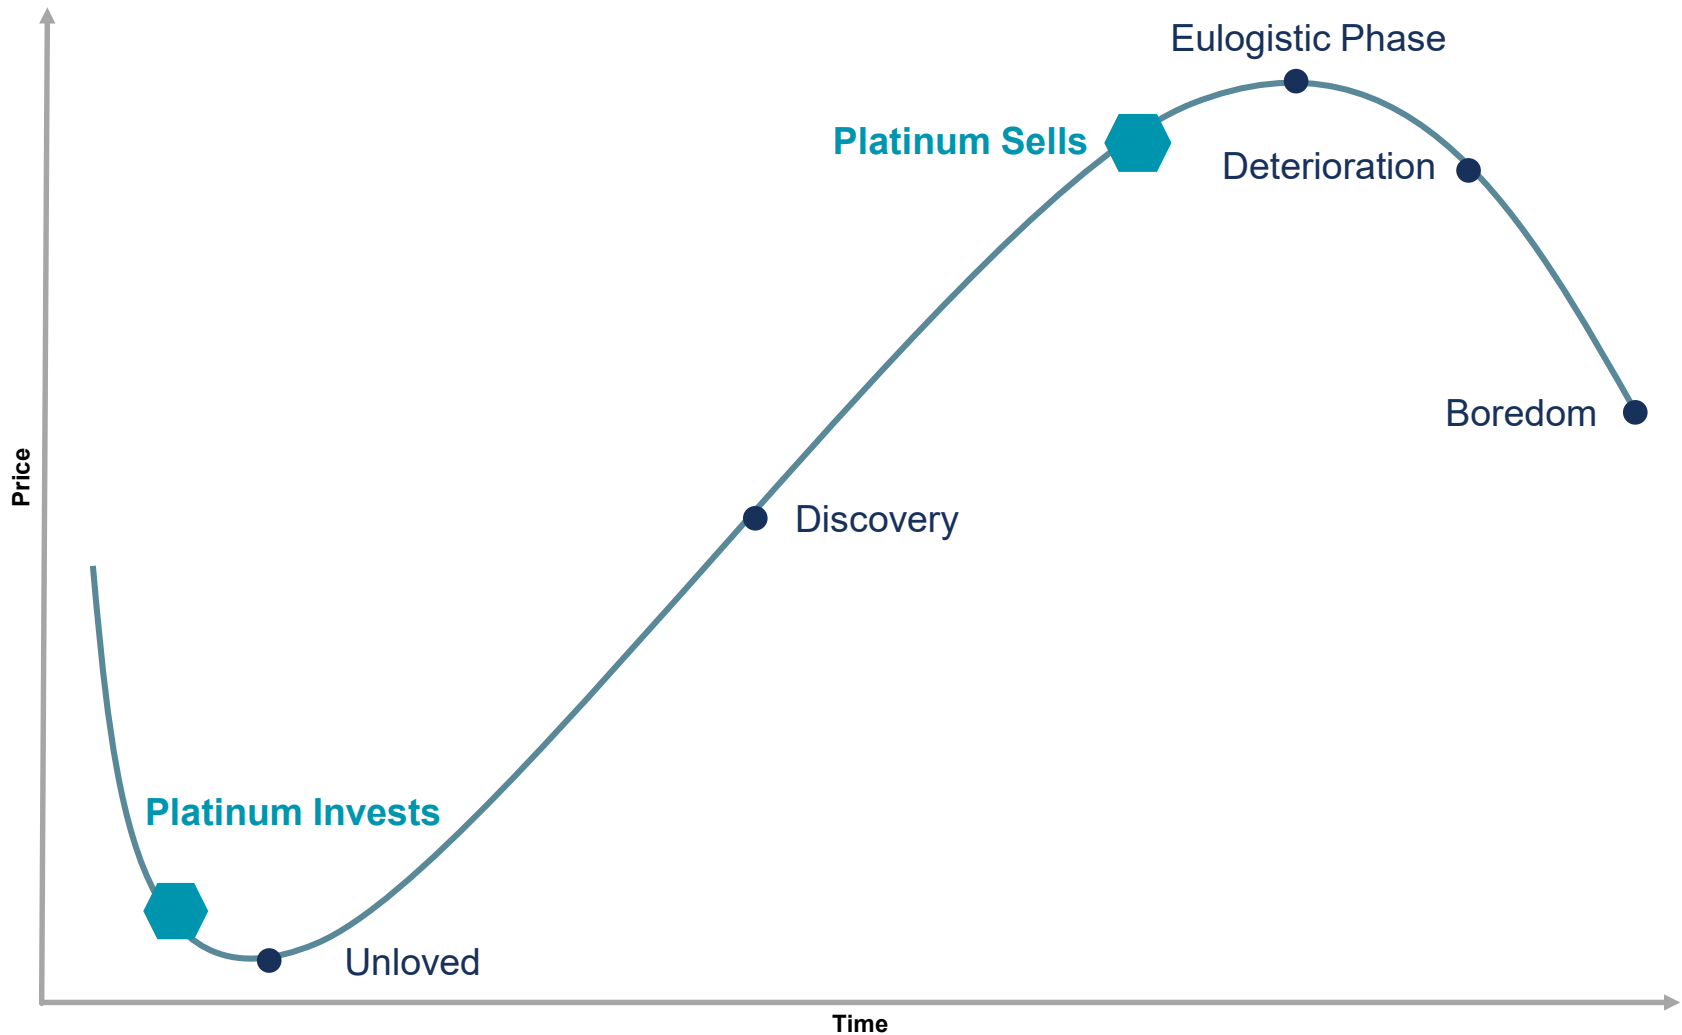 Eulogistic Phase
Platinum Sells
Deterioration
Boredom
Price
Discovery
Platinum Invests
Unloved
Time